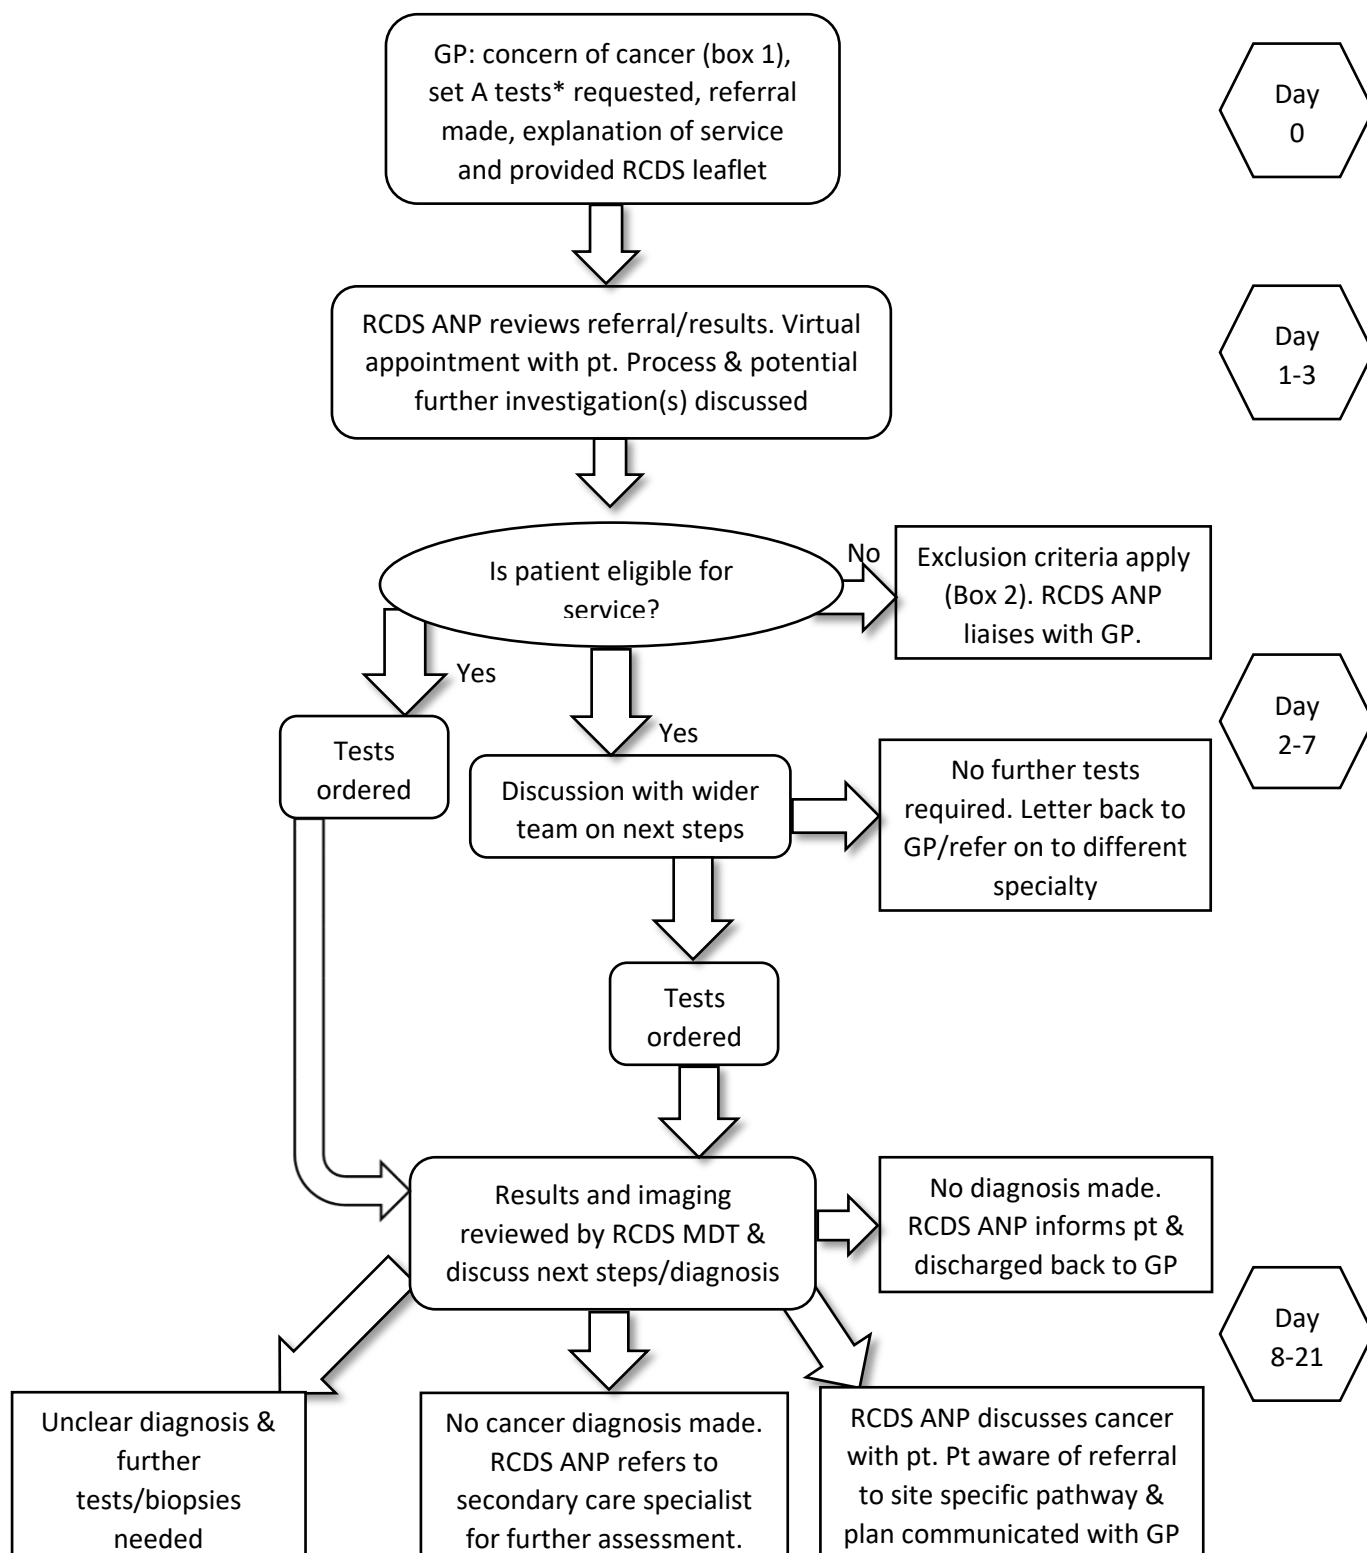 GP: concern of cancer (box 1),
set A tests* requested, referral
made, explanation of service
and provided RCDS leaflet
Day
0
RCDS ANP reviews referral/results. Virtual
appointment with pt. Process & potential
further investigation(s) discussed
Day
1-3
Is patient eligible for
service?
No
Exclusion criteria apply
(Box 2). RCDS ANP
liaises with GP.
Yes
Yes
Day
2-7
Tests
ordered
Discussion with wider
team on next steps
No further tests
required. Letter back to
GP/refer on to different
specialty
Tests
ordered
Results and imaging
reviewed by RCDS MDT &
discuss next steps/diagnosis
No diagnosis made.
RCDS ANP informs pt &
discharged back to GP
Day
8-21
Unclear diagnosis &
further
tests/biopsies
needed
No cancer diagnosis made.
RCDS ANP refers to
secondary care specialist
for further assessment.
RCDS ANP discusses cancer
with pt. Pt aware of referral
to site specific pathway &
plan communicated with GP